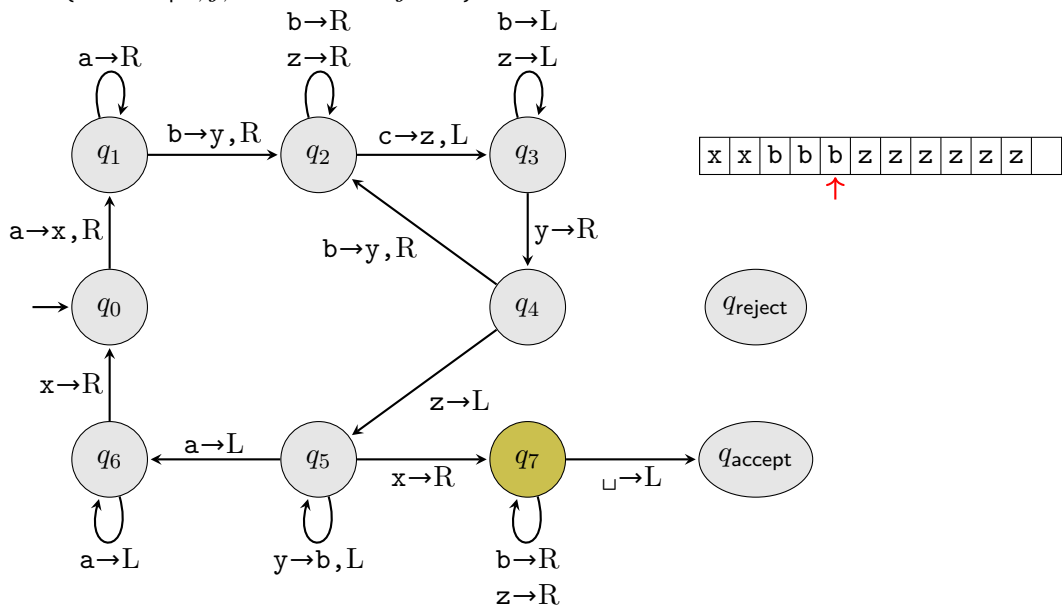 b→R b→L
a→R z→R z→L
q1 b→y,R q2 c→z,L q3 x x b b b z z z z z z
a→x,R b→y,R y→R
q0 q4 qreject
x→R z→L
q6 a→L q5 x→R q7 ␣→L qaccept
a→L y→b,L b→R
z→R